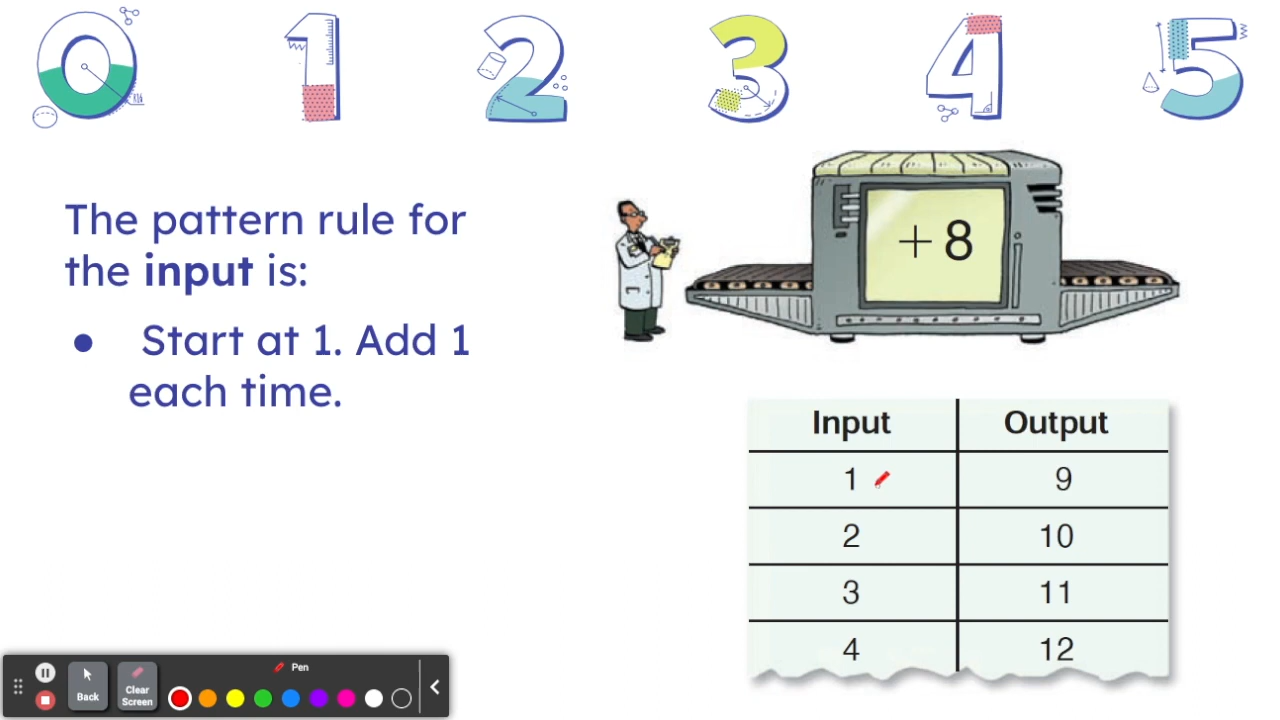 0 1 2 3 4 5
The pattern rule for
the input is:
● Start at 1. Add 1
each time.
+ 8
Input Output
1 9
2 10
3 11
4 12
Pen
Back
Clear
Screen